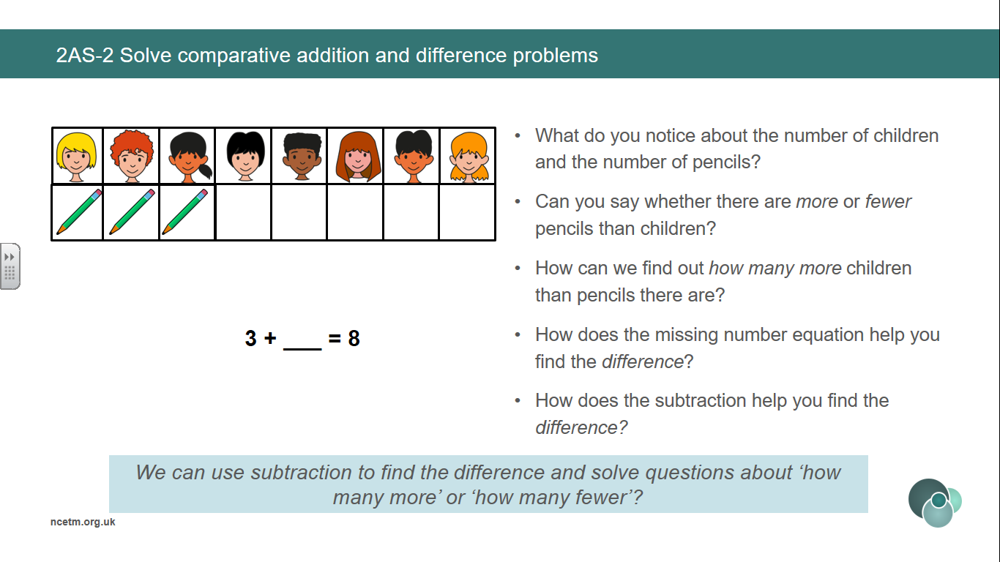 2AS-2 Solve comparative addition and difference problems
• What do you notice about the number of children
and the number of pencils?
• Can you say whether there are more or fewer
pencils than children?
• How can we find out how many more children
than pencils there are?
• How does the missing number equation help you
find the difference?
• How does the subtraction help you find the
difference?
3 + ___ = 8
We can use subtraction to find the difference and solve questions about ‘how
many more’ or ‘how many fewer’?
ncetm.org.uk